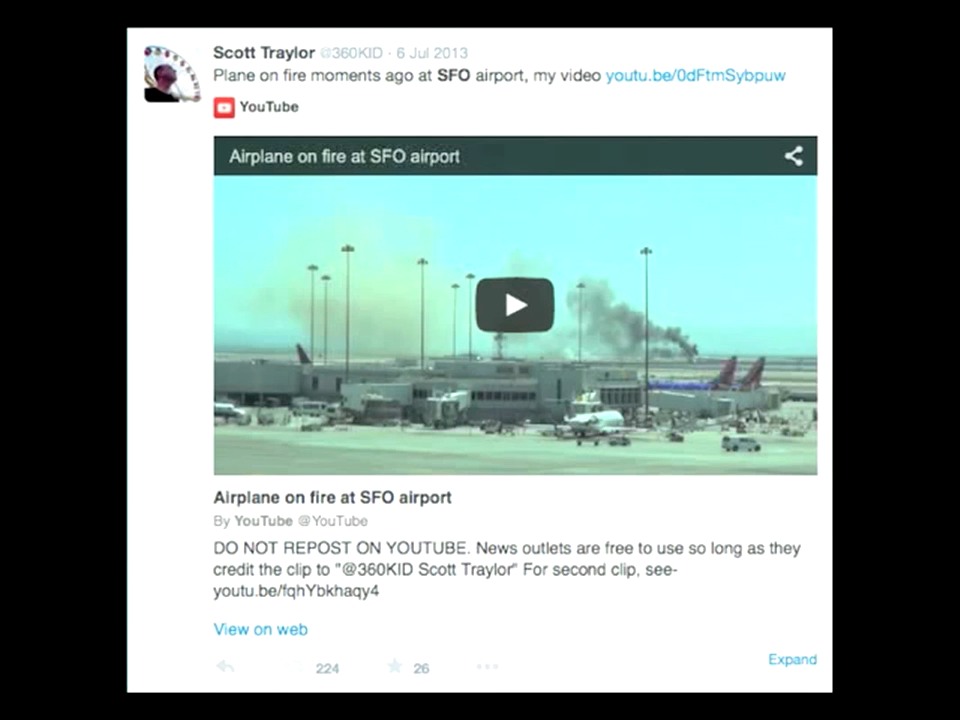 Scott Traylor @360KID · 6 Jul 2013
Plane on fire moments ago at SFO airport, my video youtu.be/0dFtmSybpuw
YouTube
Airplane on fire at SFO airport
Airplane on fire at SFO airport
By YouTube @YouTube
DO NOT REPOST ON YOUTUBE. News outlets are free to use so long as they
credit the clip to "@360KID Scott Traylor" For second clip, see-
youtu.be/fqhYbkhaqy4
View on web
224 26
Expand